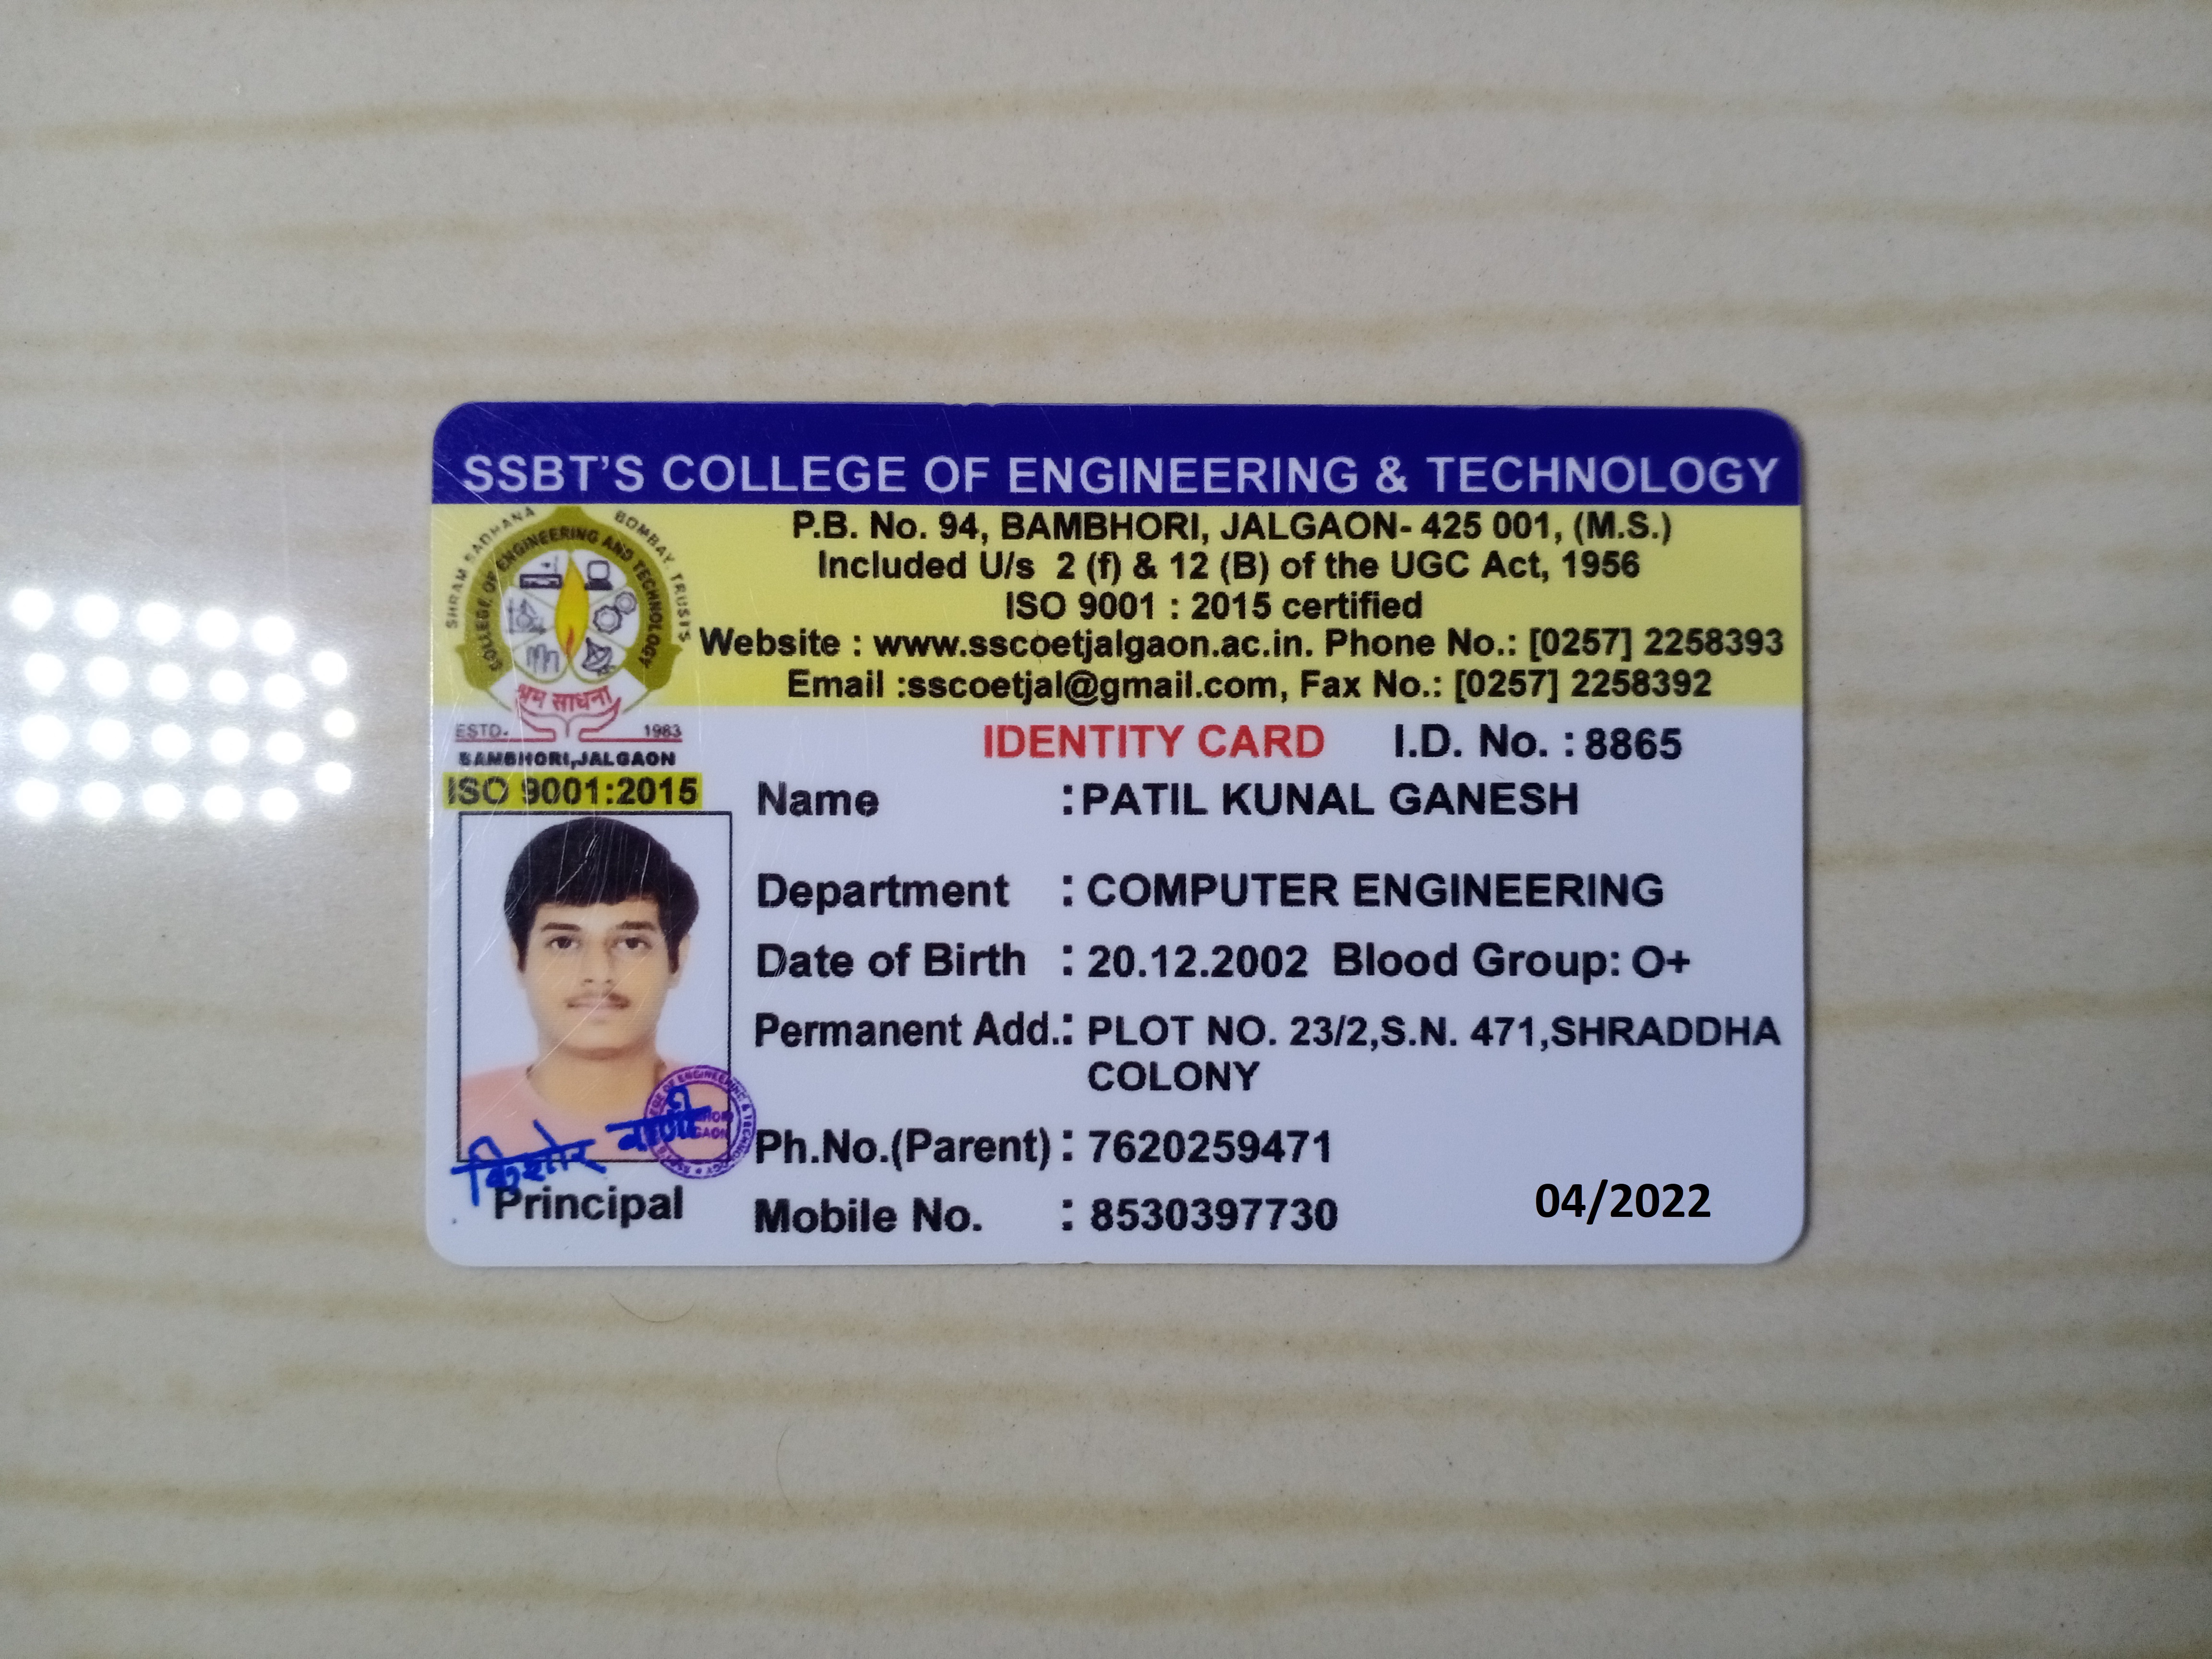 SSBT'S COLLEGE OF ENGINEERING & TECHNOLOGY
SHRAM SADHANA BOMBAY TRUST'S
COLLEGE OF ENGINEERING AND TECHNOLOGY
श्रम साधना
ESTD. 1983
BAMBHORI,JALGAON
ISO 9001:2015
P.B. No. 94, BAMBHORI, JALGAON- 425 001, (M.S.)
Included U/s 2 (f) & 12 (B) of the UGC Act, 1956
ISO 9001 : 2015 certified
Website : www.sscoetjalgaon.ac.in. Phone No.: [0257] 2258393
Email :sscoetjal@gmail.com, Fax No.: [0257] 2258392
IDENTITY CARD I.D. No. : 8865
Name : PATIL KUNAL GANESH
Department : COMPUTER ENGINEERING
Date of Birth : 20.12.2002 Blood Group: O+
Permanent Add.: PLOT NO. 23/2,S.N. 471,SHRADDHA
COLONY
Ph.No.(Parent) : 7620259471
Mobile No. : 8530397730
04/2022
किशोर वाणी
Principal